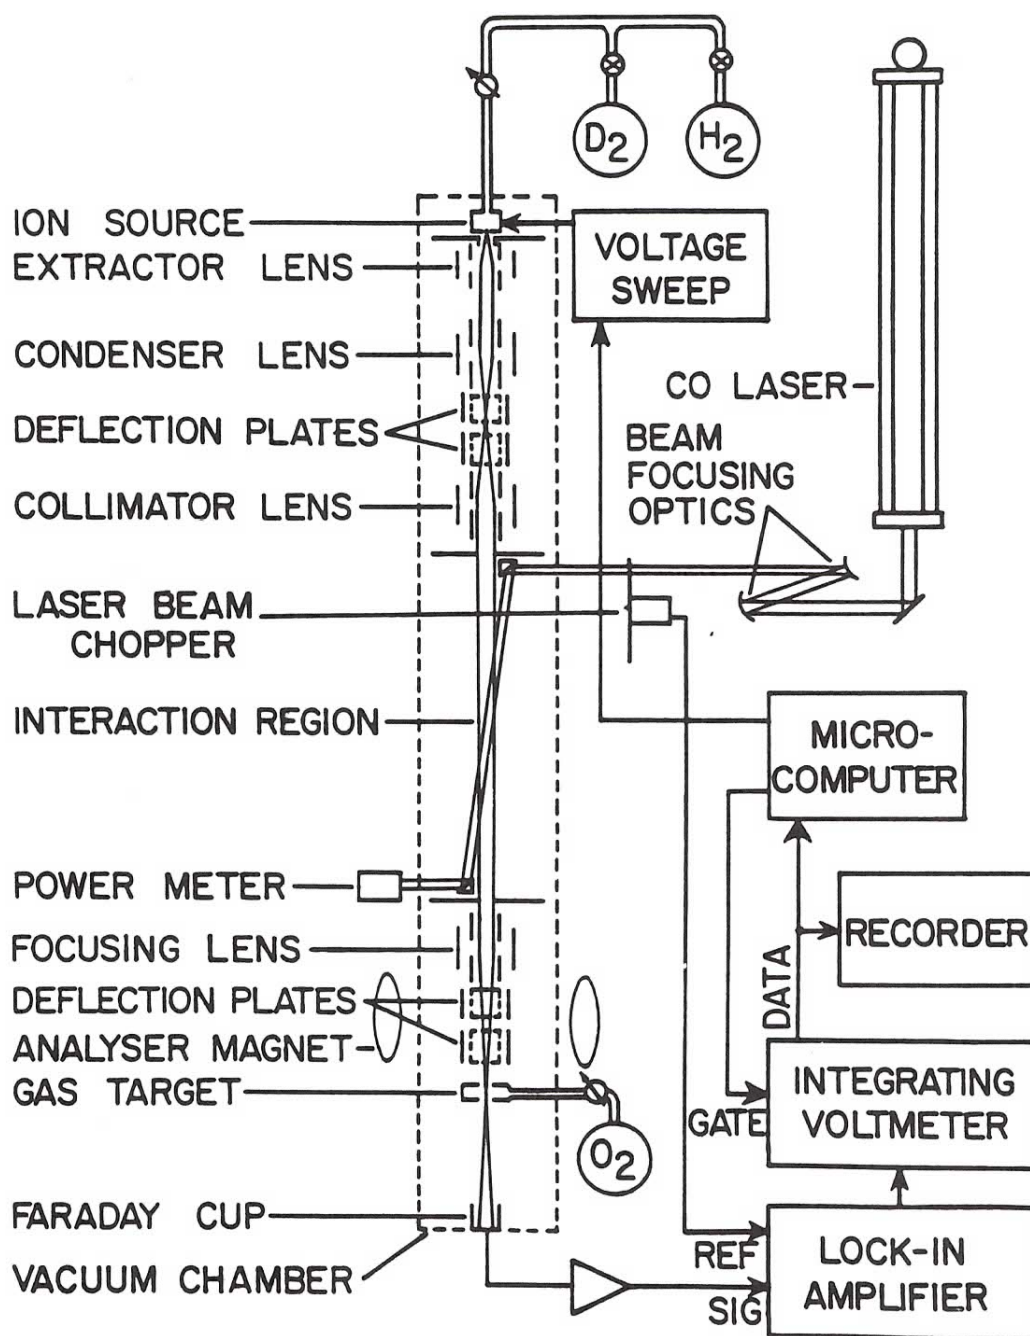 D2
H2
ION SOURCE
EXTRACTOR LENS
VOLTAGE
SWEEP
CONDENSER LENS
CO LASER
DEFLECTION PLATES
BEAM
FOCUSING
OPTICS
COLLIMATOR LENS
LASER BEAM
CHOPPER
INTERACTION REGION
MICRO-
COMPUTER
POWER METER
RECORDER
FOCUSING LENS
DATA
DEFLECTION PLATES
ANALYSER MAGNET
GAS TARGET
INTEGRATING
VOLTMETER
GATE
O2
FARADAY CUP
VACUUM CHAMBER
REF
LOCK-IN
AMPLIFIER
SIG